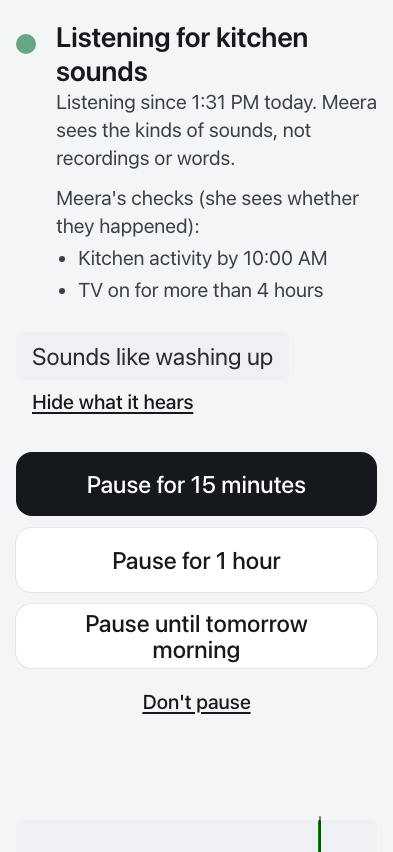 Listening for kitchen
sounds
Listening since 1:31 PM today. Meera
sees the kinds of sounds, not
recordings or words.
Meera's checks (she sees whether
they happened):
• Kitchen activity by 10:00 AM
• TV on for more than 4 hours
Sounds like washing up
Hide what it hears
Pause for 15 minutes
Pause for 1 hour
Pause until tomorrow
morning
Don't pause